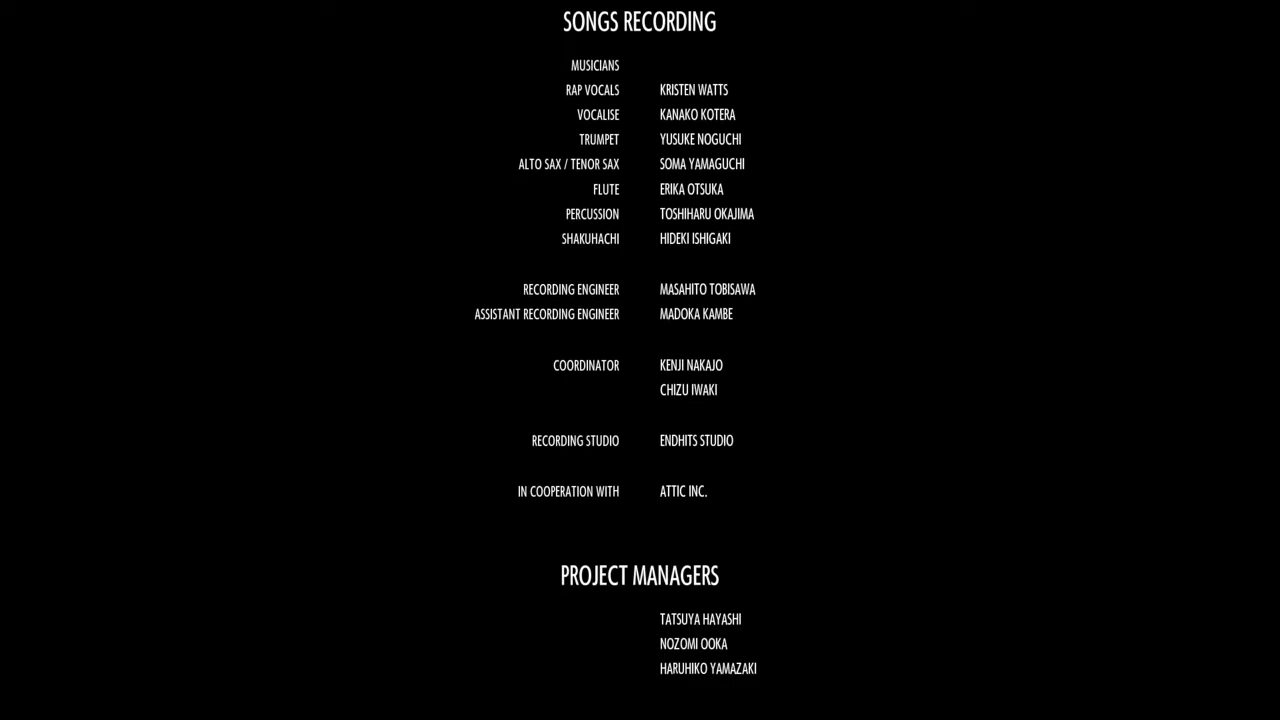 SONGS RECORDING
MUSICIANS
RAP VOCALS KRISTEN WATTS
VOCALISE KANAKO KOTERA
TRUMPET YUSUKE NOGUCHI
ALTO SAX / TENOR SAX SOMA YAMAGUCHI
FLUTE ERIKA OTSUKA
PERCUSSION TOSHIHARU OKAJIMA
SHAKUHACHI HIDEKI ISHIGAKI
RECORDING ENGINEER MASAHITO TOBISAWA
ASSISTANT RECORDING ENGINEER MADOKA KAMBE
COORDINATOR KENJI NAKAJO
CHIZU IWAKI
RECORDING STUDIO ENDHITS STUDIO
IN COOPERATION WITH ATTIC INC.
PROJECT MANAGERS
TATSUYA HAYASHI
NOZOMI OOKA
HARUHIKO YAMAZAKI